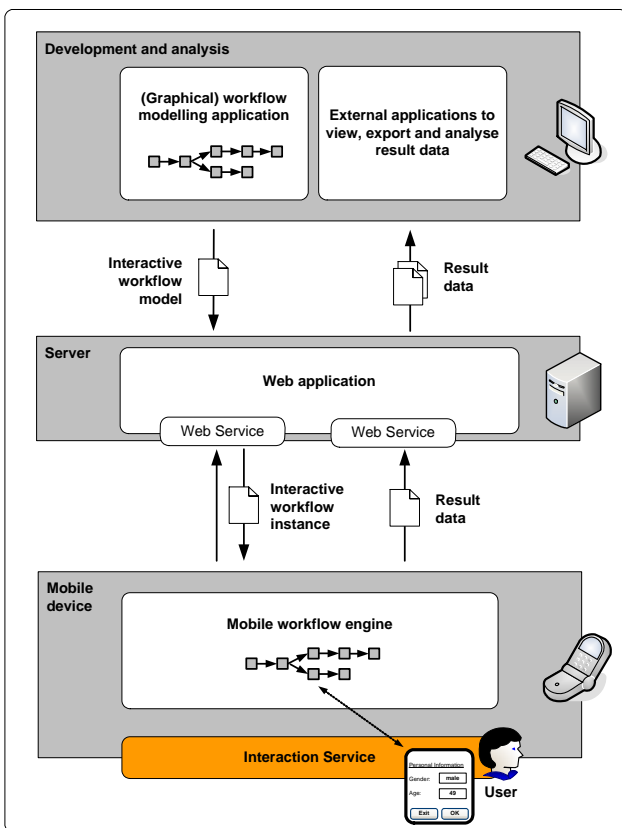 Development and analysis
(Graphical) workflow
modelling application
External applications to
view, export and analyse
result data
Interactive
workflow
model
Result
data
Server
Web application
Web Service
Web Service
Interactive
workflow
instance
Result
data
Mobile
device
Mobile workflow engine
Interaction Service
Personal Information
Gender: male
Age: 49
Exit OK
User